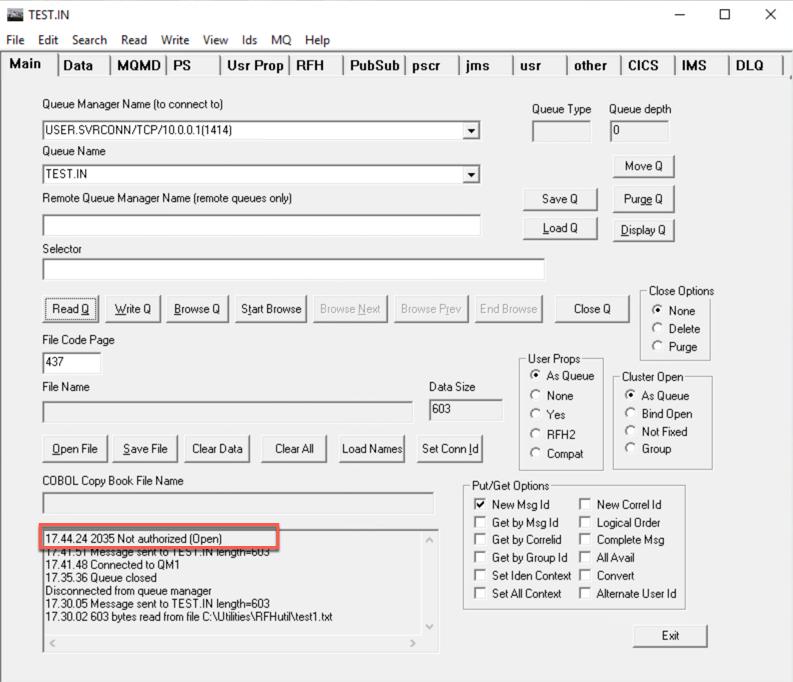 TEST.IN
File Edit Search Read Write View Ids MQ Help
Main Data MQMD PS Usr Prop RFH PubSub pscr jms usr other CICS IMS DLQ
Queue Manager Name (to connect to)
Queue Type Queue depth
USER.SVRCONN/TCP/10.0.0.1(1414)
0
Queue Name
TEST.IN
Move Q
Remote Queue Manager Name (remote queues only)
Save Q Purge Q
Load Q Display Q
Selector
Close Options
Read Q Write Q Browse Q Start Browse Browse Next Browse Prev End Browse Close Q
None
Delete
Purge
File Code Page
437
User Props
As Queue
None
Yes
RFH2
Compat
Cluster Open
As Queue
Bind Open
Not Fixed
Group
File Name
Data Size
603
Open File Save File Clear Data Clear All Load Names Set Conn Id
COBOL Copy Book File Name
Put/Get Options
New Msg Id New Correl Id
Get by Msg Id Logical Order
Get by Correlid Complete Msg
Get by Group Id All Avail
Set Iden Context Convert
Set All Context Alternate User Id
17.44.24 2035 Not authorized (Open)
17.41.51 Message sent to TEST.IN length=603
17.41.48 Connected to QM1
17.35.36 Queue closed
Disconnected from queue manager
17.30.05 Message sent to TEST.IN length=603
17.30.02 603 bytes read from file C:\Utilities\RFHutil\test1.txt
Exit